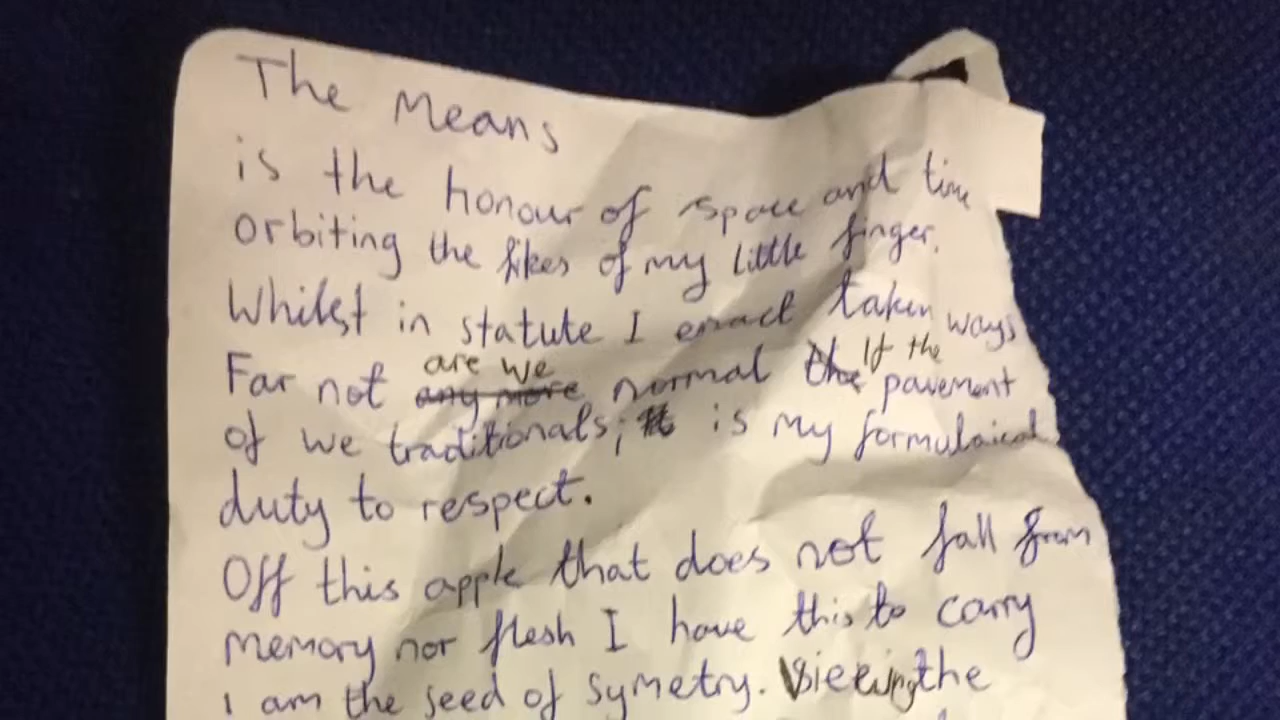 The Means
is the honour of space and time
orbiting the likes of my little finger.
Whilst in statute I enact taken ways
Far not are we normal If the pavement
of we traditionals; is my formulaical
duty to respect.
Off this apple that does not fall from
memory nor flesh I have this to carry
I am the seed of symetry. the